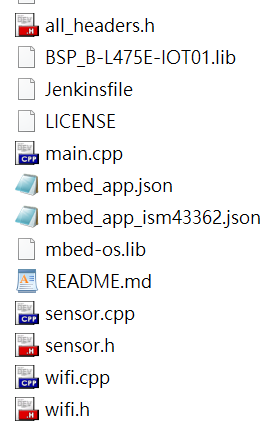 all_headers.h
BSP_B-L475E-IOT01.lib
Jenkinsfile
LICENSE
main.cpp
mbed_app.json
mbed_app_ism43362.json
mbed-os.lib
README.md
sensor.cpp
sensor.h
wifi.cpp
wifi.h